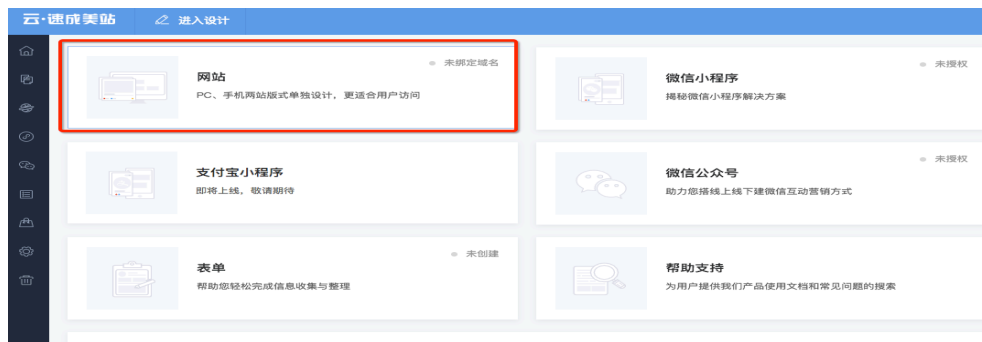 云·速成美站
进入设计
未绑定域名
网站
PC、手机网站版式单独设计，更适合用户访问
未授权
微信小程序
揭秘微信小程序解决方案
支付宝小程序
即将上线，敬请期待
未授权
微信公众号
助力您搭线上线下建微信互动营销方式
未创建
表单
帮助您轻松完成信息收集与整理
帮助支持
为用户提供我们产品使用文档和常见问题的搜索